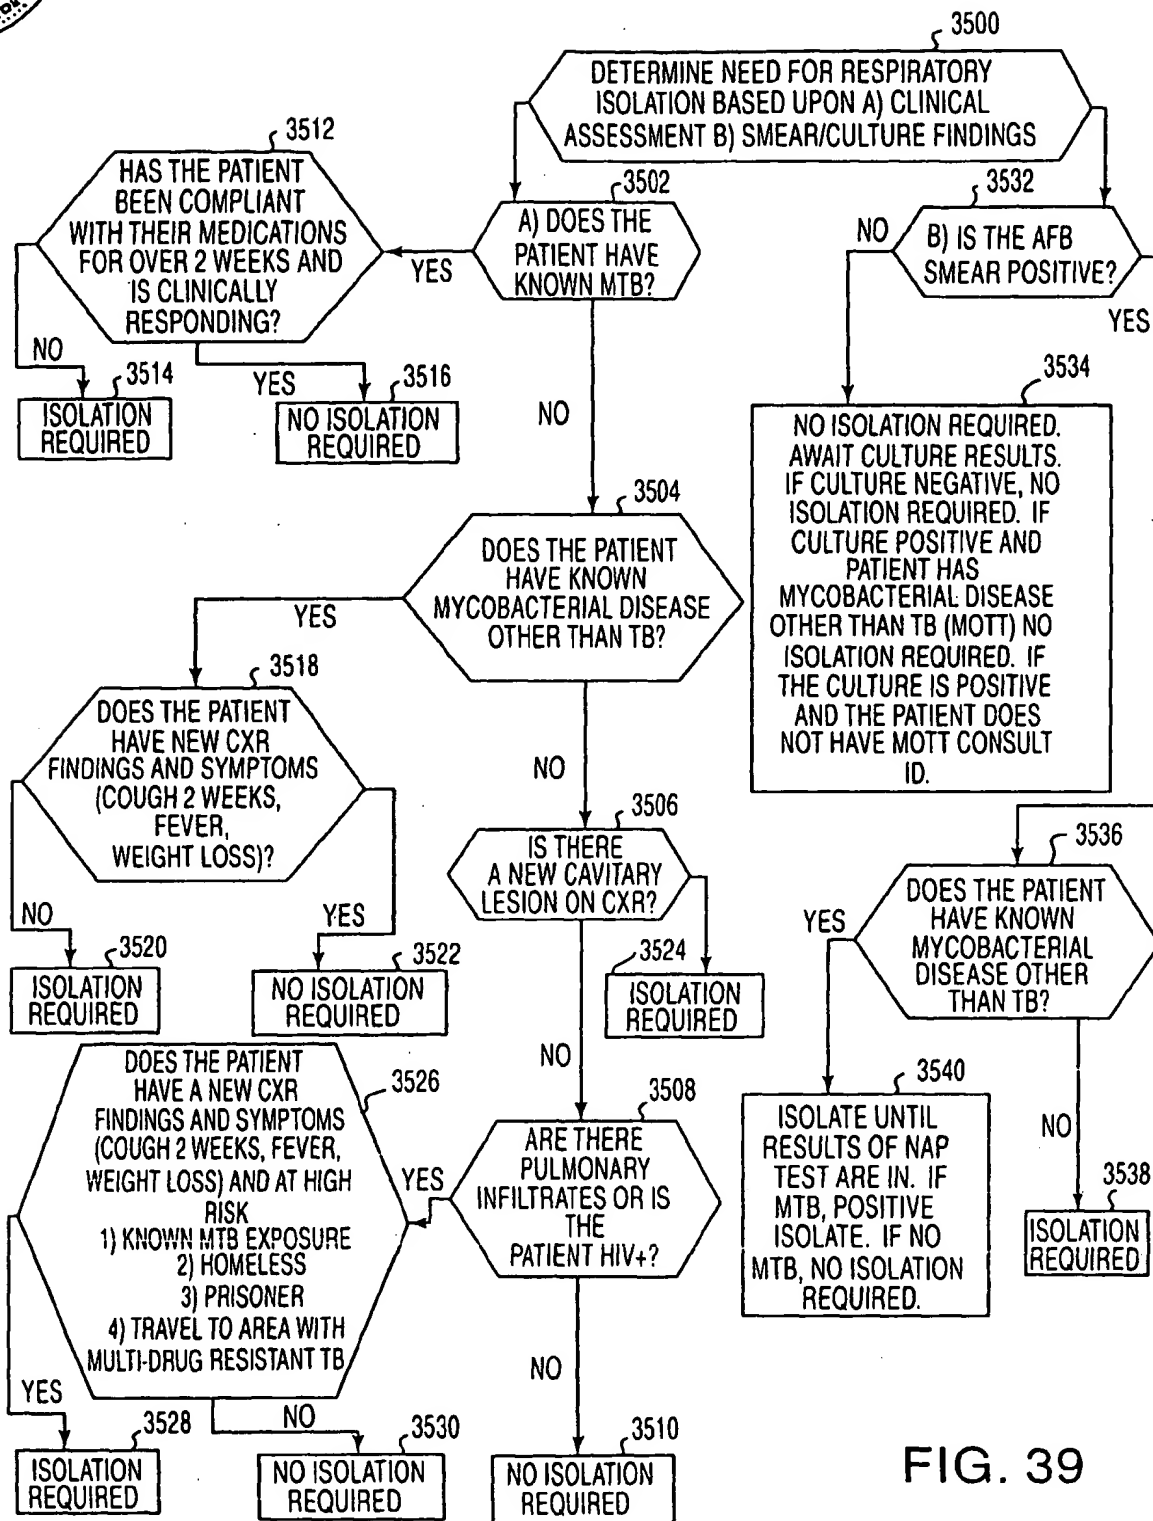 3500
DETERMINE NEED FOR RESPIRATORY
ISOLATION BASED UPON A) CLINICAL
ASSESSMENT B) SMEAR/CULTURE FINDINGS
3512
HAS THE PATIENT
BEEN COMPLIANT
WITH THEIR MEDICATIONS
FOR OVER 2 WEEKS AND
IS CLINICALLY
RESPONDING?
3502
A) DOES THE
PATIENT HAVE
KNOWN MTB?
YES
3532
B) IS THE AFB
SMEAR POSITIVE?
NO
YES
NO
3514
ISOLATION
REQUIRED
YES
3516
NO ISOLATION
REQUIRED
NO
3534
NO ISOLATION REQUIRED.
AWAIT CULTURE RESULTS.
IF CULTURE NEGATIVE, NO
ISOLATION REQUIRED. IF
CULTURE POSITIVE AND
PATIENT HAS
MYCOBACTERIAL DISEASE
OTHER THAN TB (MOTT) NO
ISOLATION REQUIRED. IF
THE CULTURE IS POSITIVE
AND THE PATIENT DOES
NOT HAVE MOTT CONSULT
ID.
3504
DOES THE PATIENT
HAVE KNOWN
MYCOBACTERIAL DISEASE
OTHER THAN TB?
YES
3518
DOES THE PATIENT
HAVE NEW CXR
FINDINGS AND SYMPTOMS
(COUGH 2 WEEKS,
FEVER,
WEIGHT LOSS)?
NO
3506
IS THERE
A NEW CAVITARY
LESION ON CXR?
3536
DOES THE PATIENT
HAVE KNOWN
MYCOBACTERIAL
DISEASE OTHER
THAN TB?
YES
NO
3520
ISOLATION
REQUIRED
YES
3522
NO ISOLATION
REQUIRED
3524
ISOLATION
REQUIRED
NO
3526
DOES THE PATIENT
HAVE A NEW CXR
FINDINGS AND SYMPTOMS
(COUGH 2 WEEKS, FEVER,
WEIGHT LOSS) AND AT HIGH
RISK
1) KNOWN MTB EXPOSURE
2) HOMELESS
3) PRISONER
4) TRAVEL TO AREA WITH
MULTI-DRUG RESISTANT TB
YES
3508
ARE THERE
PULMONARY
INFILTRATES OR IS
THE
PATIENT HIV+?
3540
ISOLATE UNTIL
RESULTS OF NAP
TEST ARE IN. IF
MTB, POSITIVE
ISOLATE. IF NO
MTB, NO ISOLATION
REQUIRED.
NO
3538
ISOLATION
REQUIRED
YES
3528
ISOLATION
REQUIRED
NO
3530
NO ISOLATION
REQUIRED
NO
3510
NO ISOLATION
REQUIRED
FIG. 39